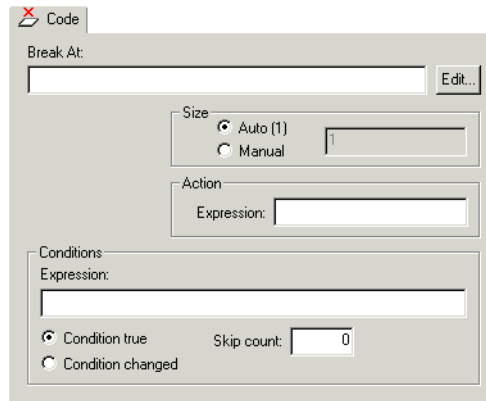 Code
Break At:
Edit...
Size
Auto (1)
1
Manual
Action
Expression:
Conditions
Expression:
Condition true
Skip count: 0
Condition changed